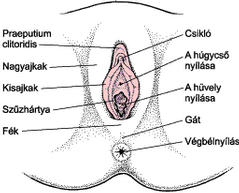 Praeputium
clitoridis
Nagyajkak
Kisajkak
Szűzhártya
Fék
Csikló
A húgycső
nyílása
A hüvely
nyílása
Gát
Végbélnyílás